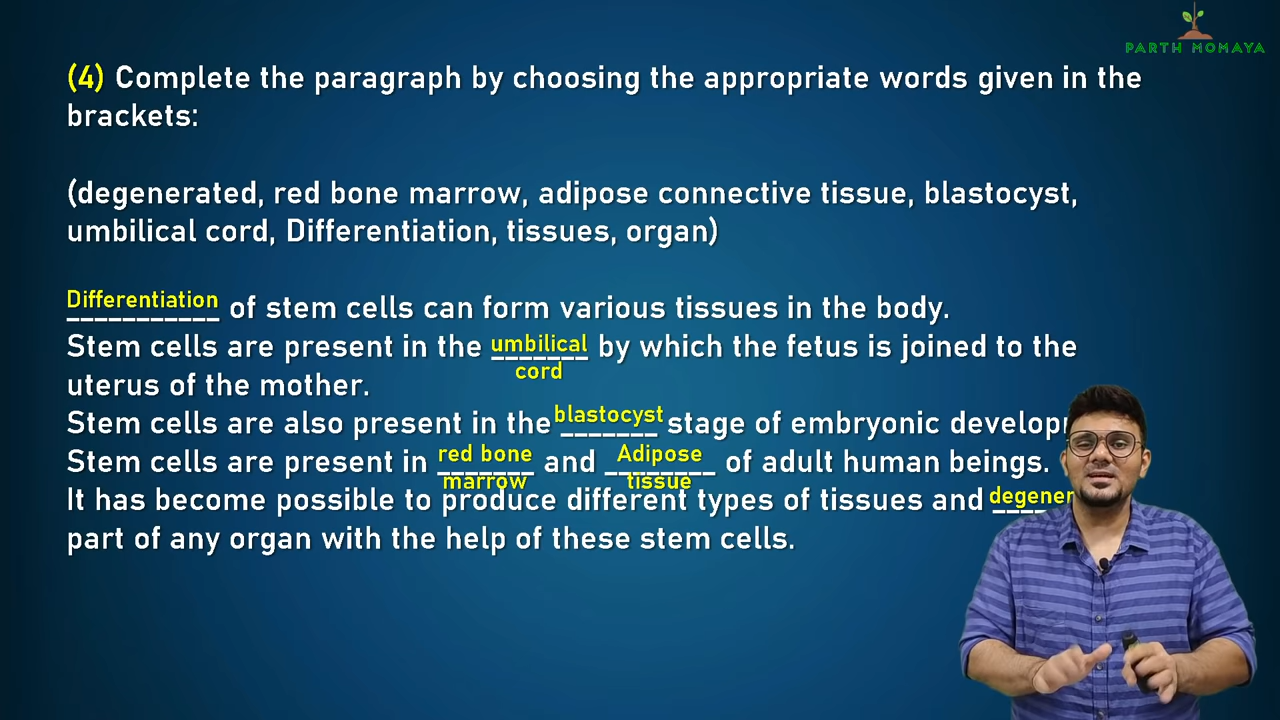 PARTH MOMAYA
(4) Complete the paragraph by choosing the appropriate words given in the
brackets:
(degenerated, red bone marrow, adipose connective tissue, blastocyst,
umbilical cord, Differentiation, tissues, organ)
Differentiation
___________ of stem cells can form various tissues in the body.
Stem cells are present in the umbilical _______ by which the fetus is joined to the
cord
uterus of the mother.
Stem cells are also present in the blastocyst _______ stage of embryonic develop
Stem cells are present in red bone _______ and Adipose ________ of adult human beings.
marrow tissue
It has become possible to produce different types of tissues and degener ____
part of any organ with the help of these stem cells.